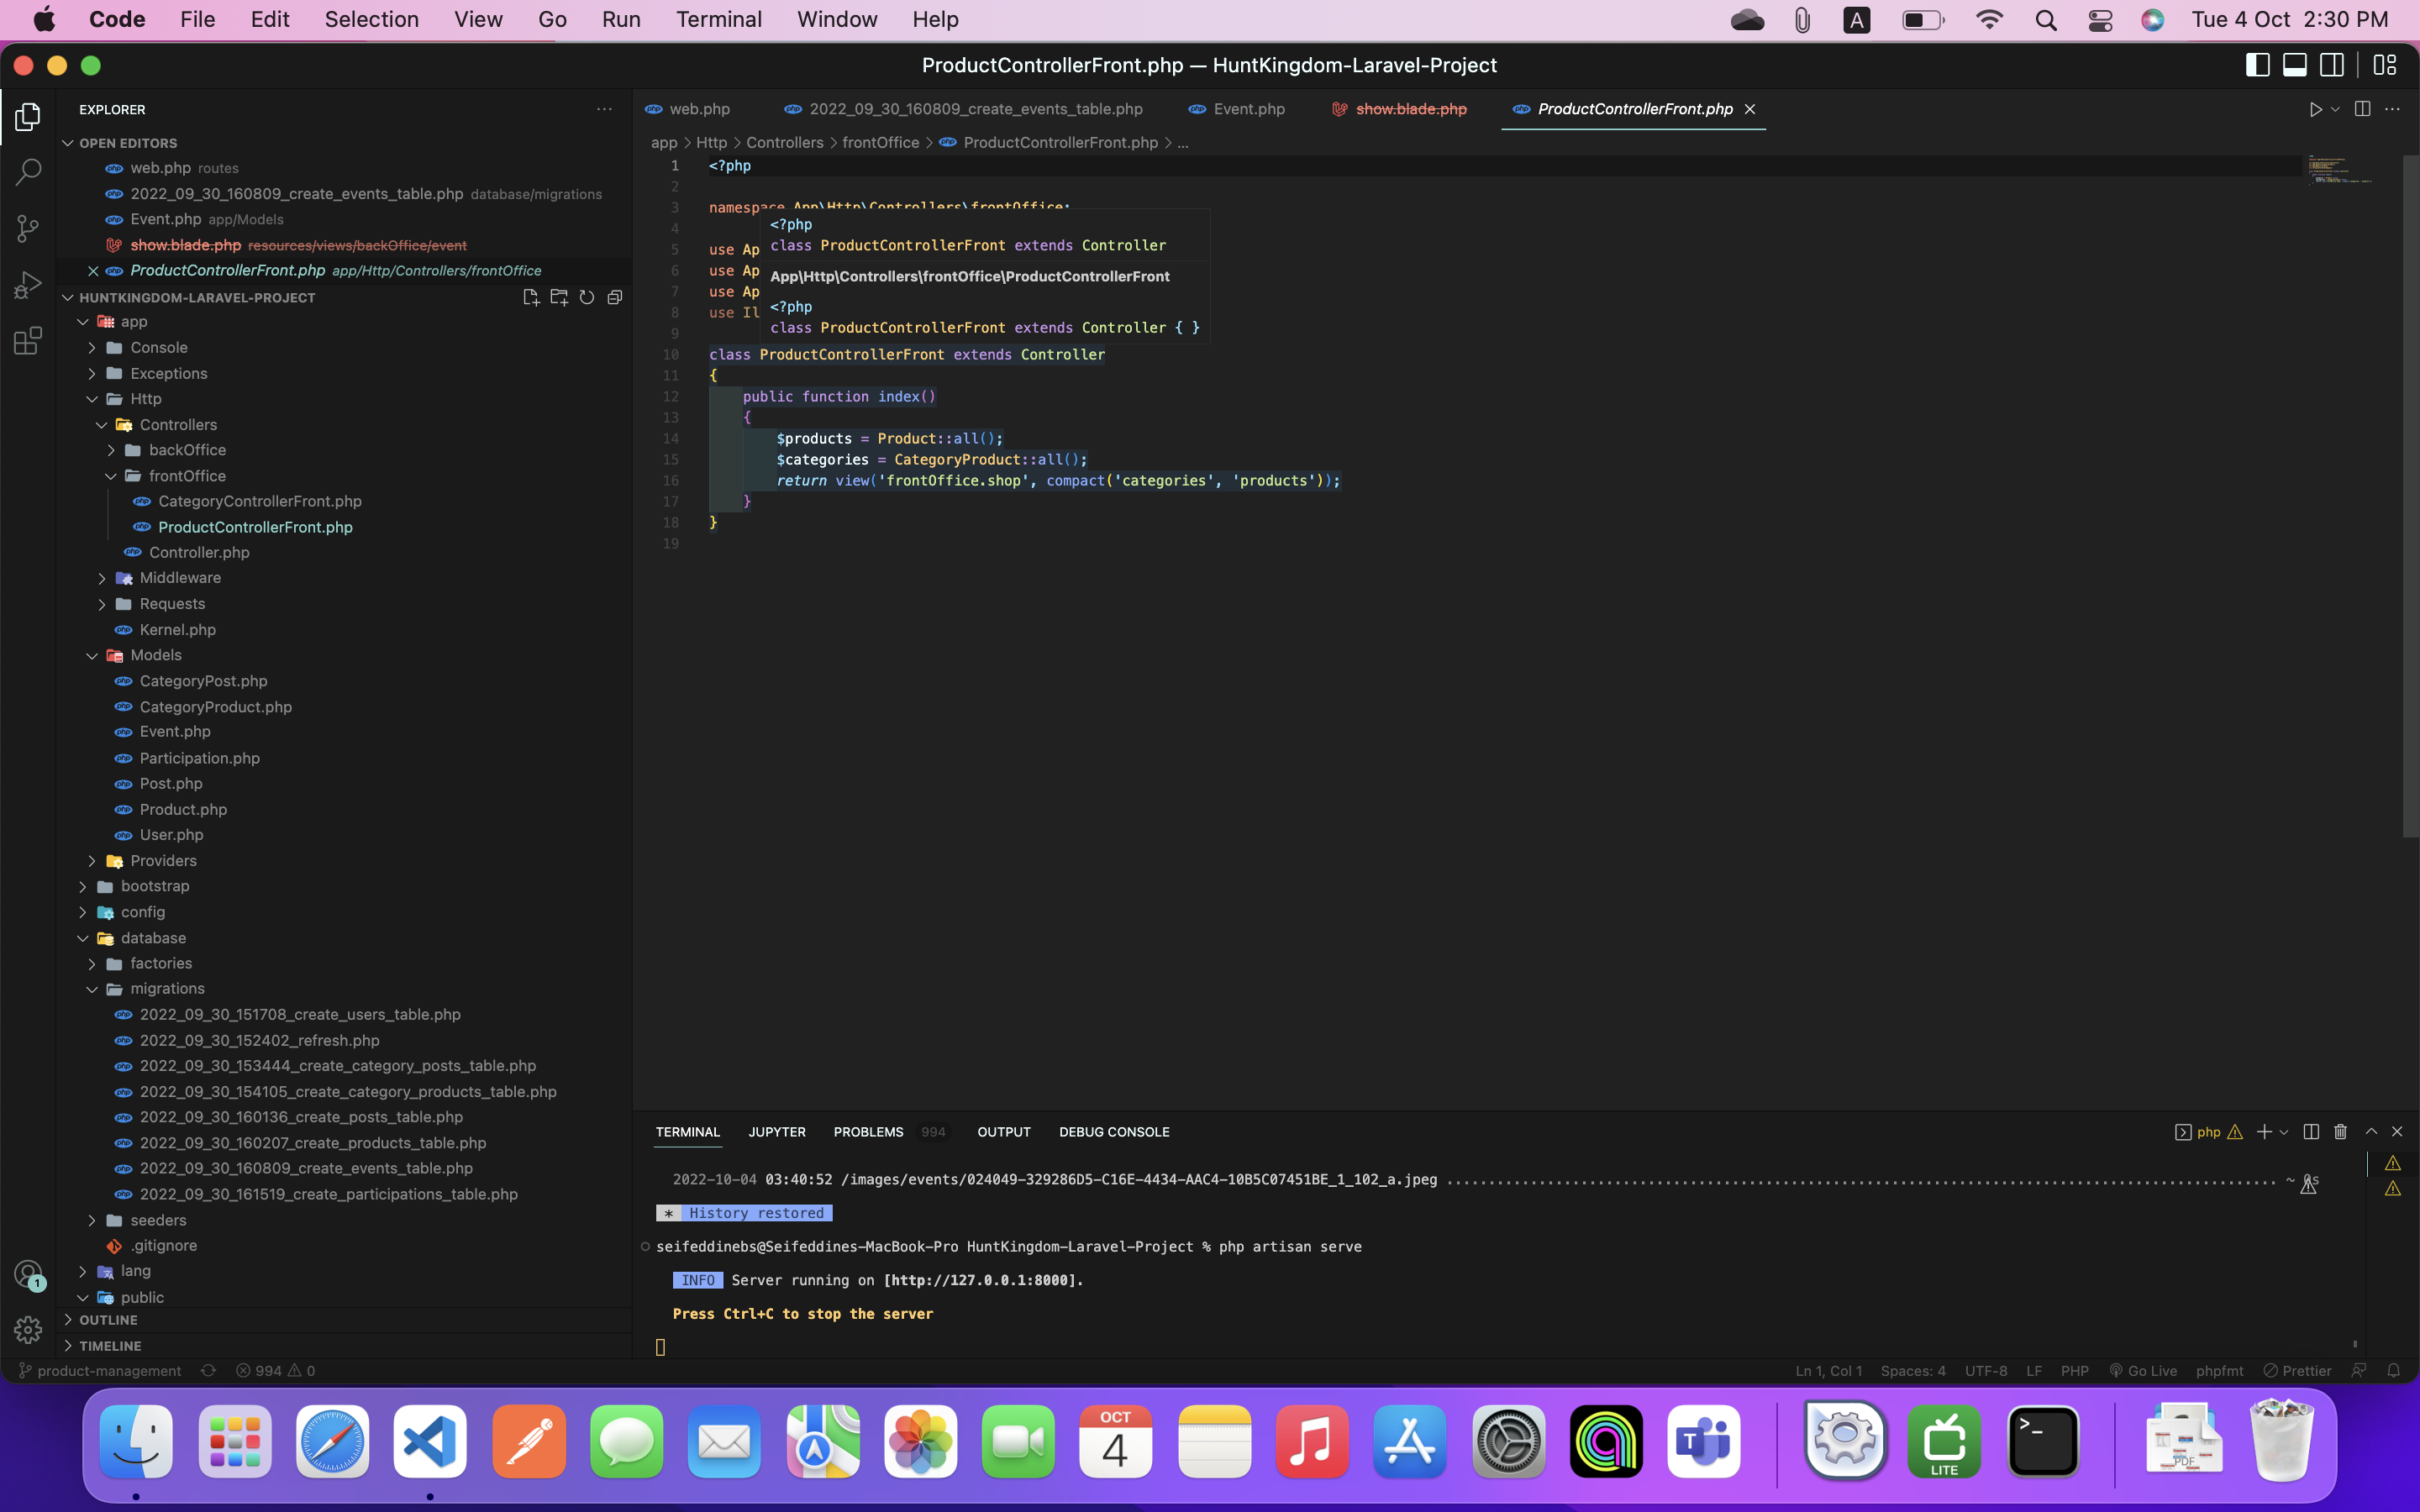 Code File Edit Selection View Go Run Terminal Window Help A Tue 4 Oct 2:30 PM
ProductControllerFront.php — HuntKingdom-Laravel-Project
EXPLORER
OPEN EDITORS
web.php routes
2022_09_30_160809_create_events_table.php database/migrations
Event.php app/Models
show.blade.php resources/views/backOffice/event
ProductControllerFront.php app/Http/Controllers/frontOffice
HUNTKINGDOM-LARAVEL-PROJECT
app
Console
Exceptions
Http
Controllers
backOffice
frontOffice
CategoryControllerFront.php
ProductControllerFront.php
Controller.php
Middleware
Requests
Kernel.php
Models
CategoryPost.php
CategoryProduct.php
Event.php
Participation.php
Post.php
Product.php
User.php
Providers
bootstrap
config
database
factories
migrations
2022_09_30_151708_create_users_table.php
2022_09_30_152402_refresh.php
2022_09_30_153444_create_category_posts_table.php
2022_09_30_154105_create_category_products_table.php
2022_09_30_160136_create_posts_table.php
2022_09_30_160207_create_products_table.php
2022_09_30_160809_create_events_table.php
2022_09_30_161519_create_participations_table.php
seeders
.gitignore
lang
public
OUTLINE
TIMELINE
web.php 2022_09_30_160809_create_events_table.php Event.php show.blade.php ProductControllerFront.php
app > Http > Controllers > frontOffice > ProductControllerFront.php > ...
1 <?php
2
3 namespace App\Http\Controllers\frontOffice;
4
5 use Ap
6 use Ap
7 use Ap
8 use Il
9
<?php
class ProductControllerFront extends Controller
App\Http\Controllers\frontOffice\ProductControllerFront
<?php
class ProductControllerFront extends Controller { }
10 class ProductControllerFront extends Controller
11 {
12 public function index()
13 {
14 $products = Product::all();
15 $categories = CategoryProduct::all();
16 return view('frontOffice.shop', compact('categories', 'products'));
17 }
18 }
19
TERMINAL JUPYTER PROBLEMS 994 OUTPUT DEBUG CONSOLE php
2022-10-04 03:40:52 /images/events/024049-329286D5-C16E-4434-AAC4-10B5C07451BE_1_102_a.jpeg ~
* History restored
seifeddinebs@Seifeddines-MacBook-Pro HuntKingdom-Laravel-Project % php artisan serve
INFO Server running on [http://127.0.0.1:8000].
Press Ctrl+C to stop the server
1
product-management 994 0 Ln 1, Col 1 Spaces: 4 UTF-8 LF PHP Go Live phpfmt Prettier
OCT
4
T
LITE
>_
PDF